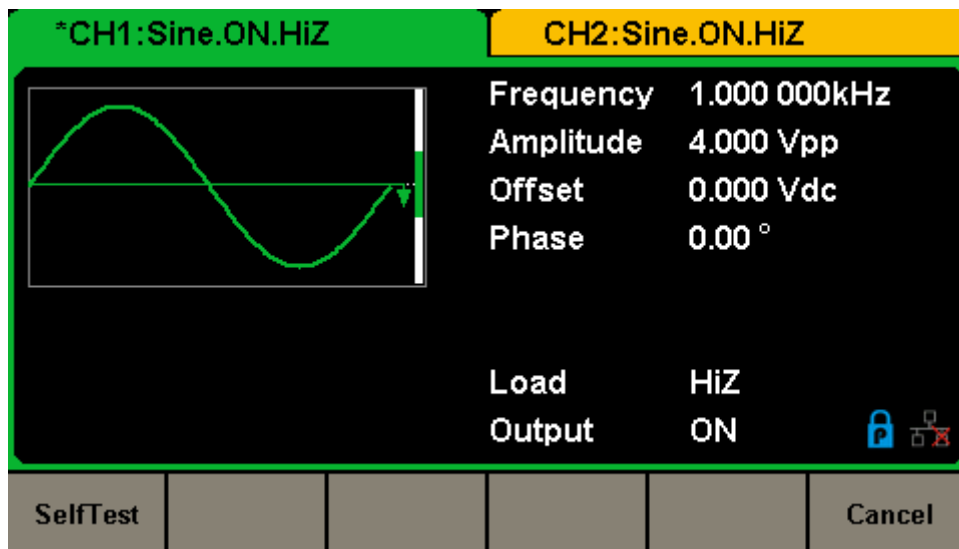 *CH1:Sine.ON.HiZ
CH2:Sine.ON.HiZ
Frequency 1.000 000kHz
Amplitude 4.000 Vpp
Offset 0.000 Vdc
Phase 0.00 °
Load HiZ
Output ON
P
SelfTest
Cancel